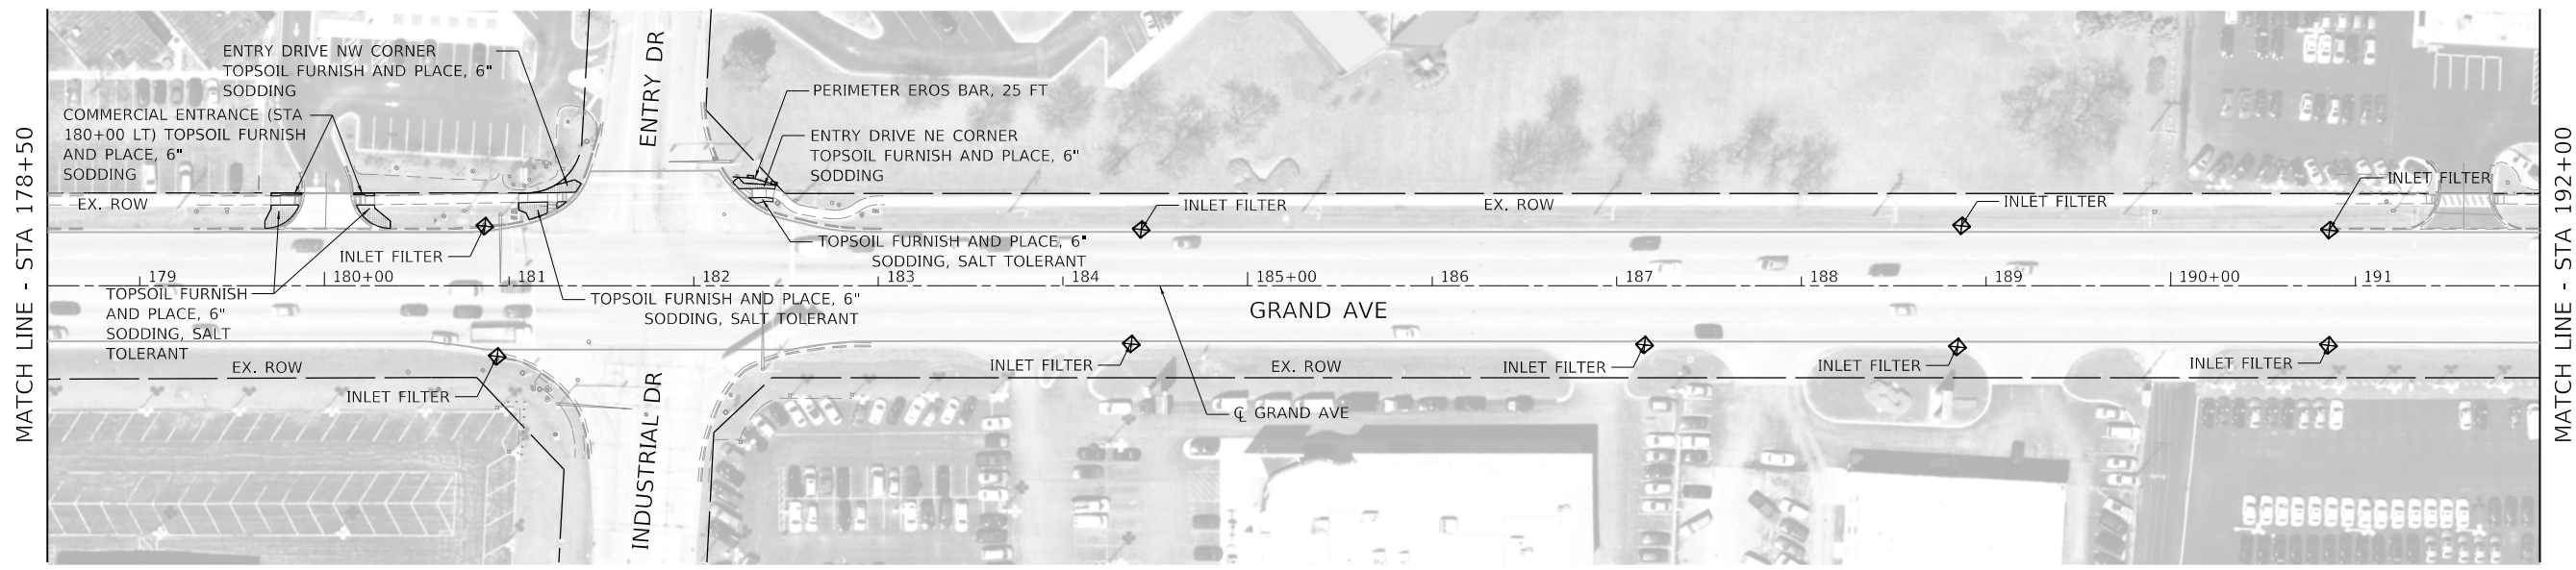 MATCH LINE - STA 178+50
ENTRY DRIVE NW CORNER
TOPSOIL FURNISH AND PLACE, 6"
SODDING
COMMERCIAL ENTRANCE (STA
180+00 LT) TOPSOIL FURNISH
AND PLACE, 6"
SODDING
EX. ROW
INLET FILTER
ENTRY DR
PERIMETER EROS BAR, 25 FT
ENTRY DRIVE NE CORNER
TOPSOIL FURNISH AND PLACE, 6"
SODDING
TOPSOIL FURNISH AND PLACE, 6"
SODDING, SALT TOLERANT
INLET FILTER
EX. ROW
INLET FILTER
INLET FILTER
179 180+00 181 182 183 184 185+00 186 187 188 189 190+00 191
TOPSOIL FURNISH
AND PLACE, 6"
SODDING, SALT
TOLERANT
TOPSOIL FURNISH AND PLACE, 6"
SODDING, SALT TOLERANT
GRAND AVE
EX. ROW
INLET FILTER
INDUSTRIAL DR
INLET FILTER
EX. ROW
INLET FILTER
INLET FILTER
INLET FILTER
℄ GRAND AVE
MATCH LINE - STA 192+00